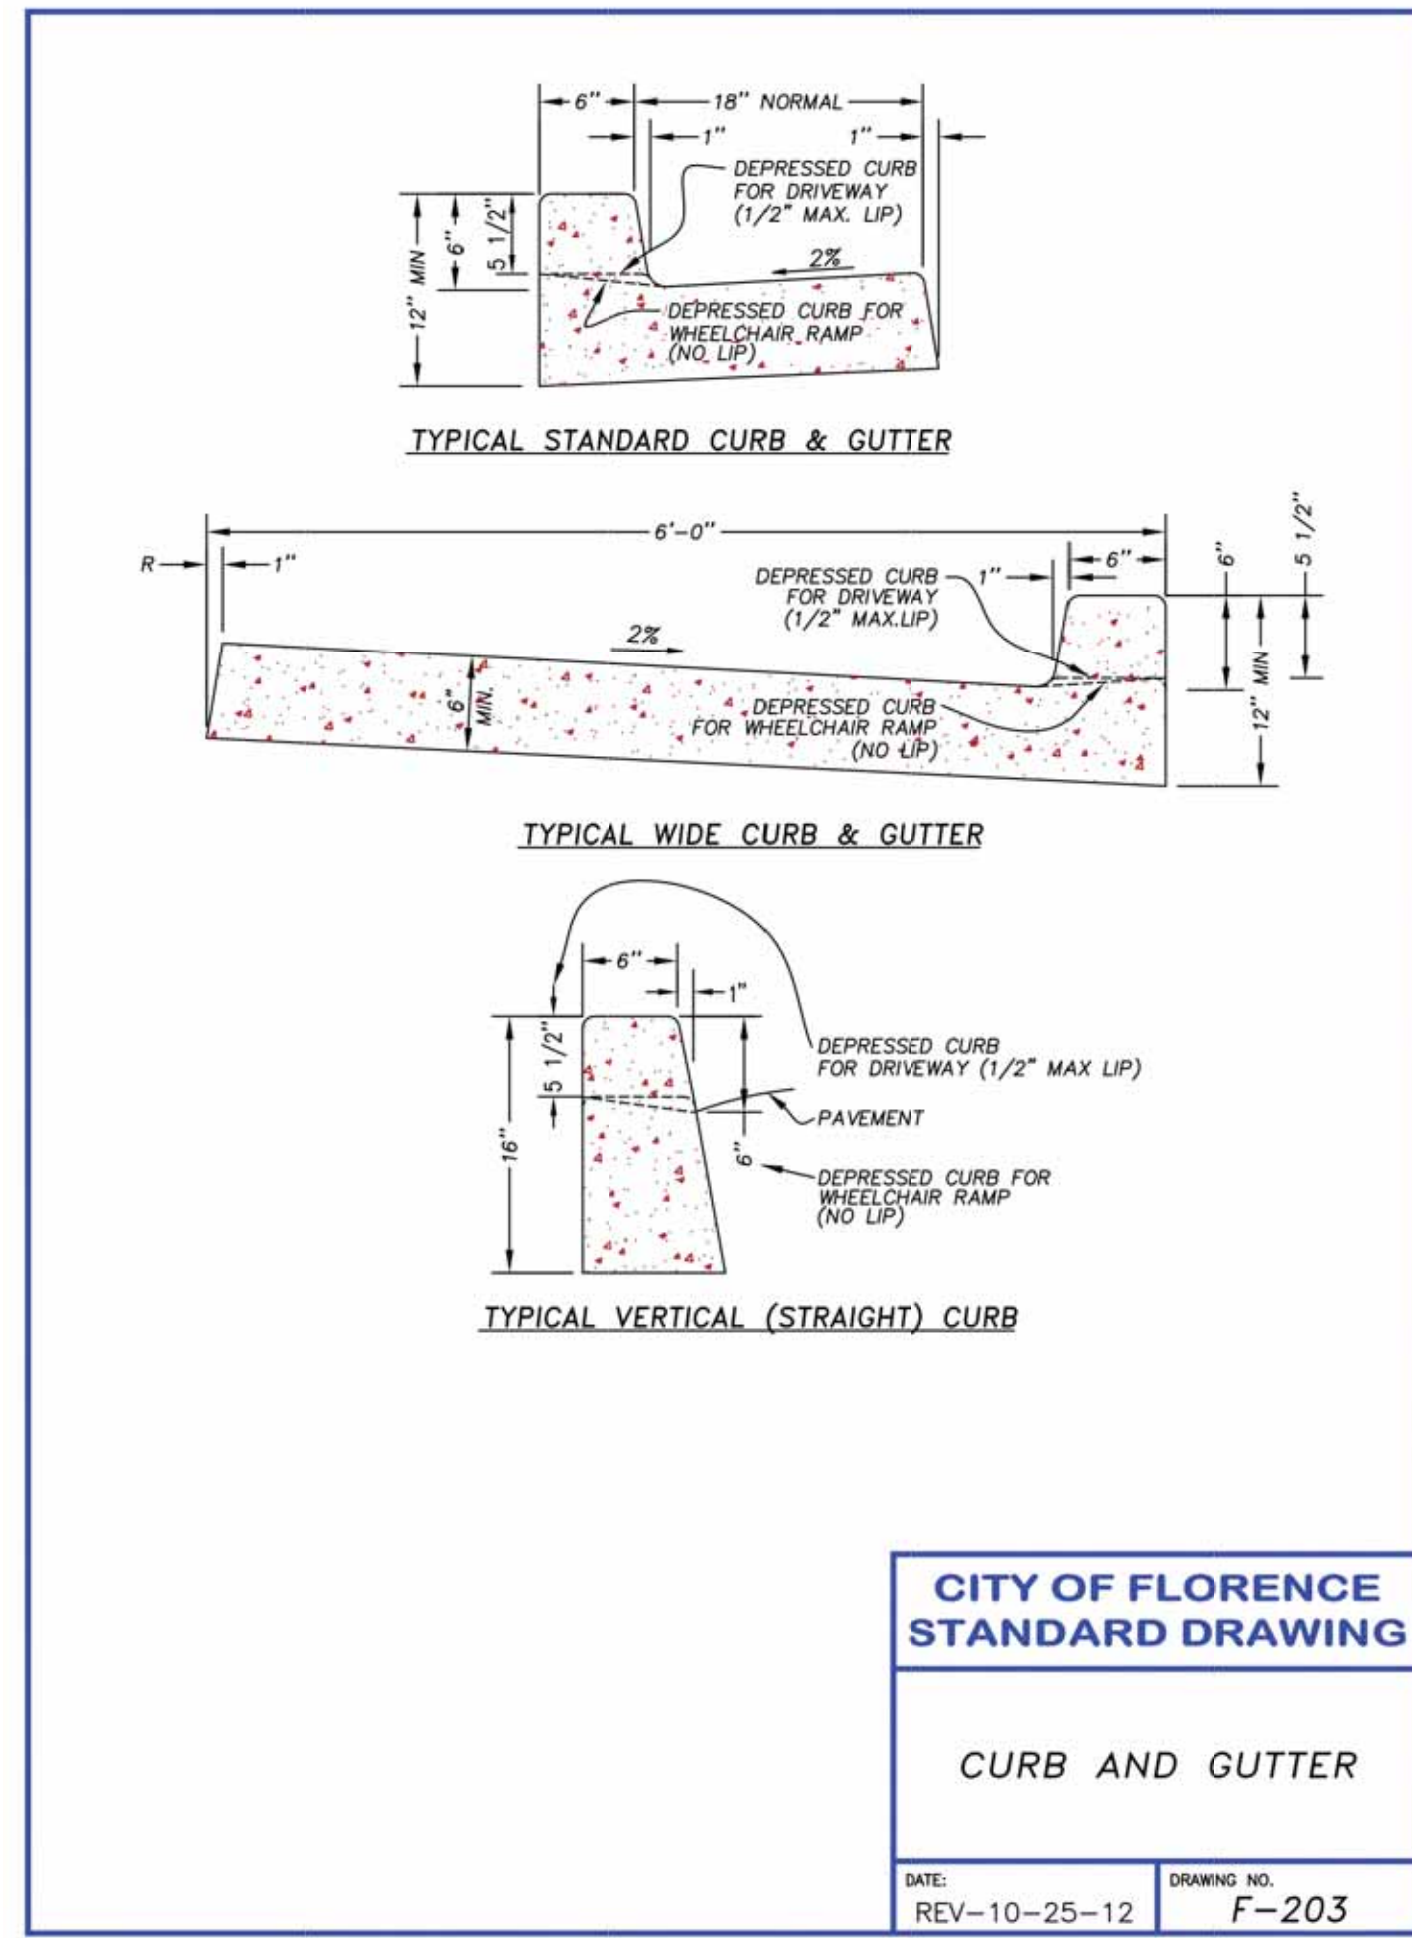 6" 18" NORMAL
1" 1"
DEPRESSED CURB
FOR DRIVEWAY
(1/2" MAX. LIP)
12" MIN
6"
5 1/2"
2%
DEPRESSED CURB FOR
WHEELCHAIR RAMP
(NO LIP)
TYPICAL STANDARD CURB & GUTTER
6'-0"
R 1"
DEPRESSED CURB
FOR DRIVEWAY
(1/2" MAX.LIP)
1"
6"
6"
5 1/2"
12" MIN
2%
6"
MIN.
DEPRESSED CURB
FOR WHEELCHAIR RAMP
(NO LIP)
TYPICAL WIDE CURB & GUTTER
6"
1"
5 1/2"
16"
DEPRESSED CURB
FOR DRIVEWAY (1/2" MAX LIP)
PAVEMENT
6"
DEPRESSED CURB FOR
WHEELCHAIR RAMP
(NO LIP)
TYPICAL VERTICAL (STRAIGHT) CURB
CITY OF FLORENCE
STANDARD DRAWING
CURB AND GUTTER
DATE:
REV-10-25-12
DRAWING NO.
F-203